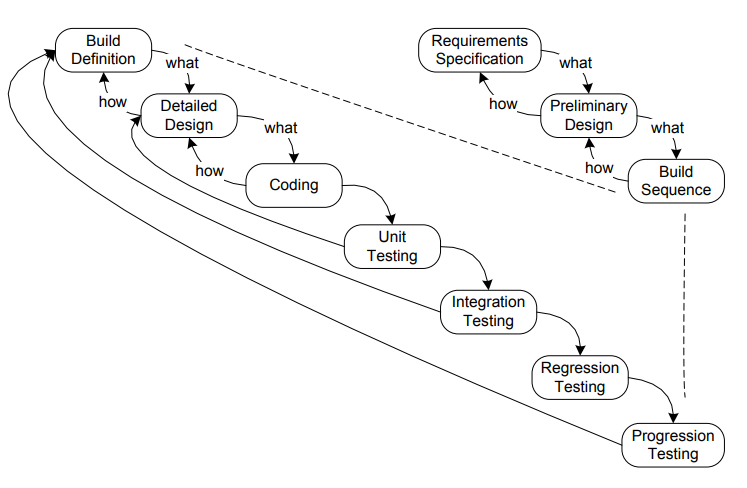 Build
Definition
what
how
Detailed
Design
what
how
Coding
Unit
Testing
Integration
Testing
Regression
Testing
Progression
Testing
Requirements
Specification
what
how
Preliminary
Design
what
how
Build
Sequence